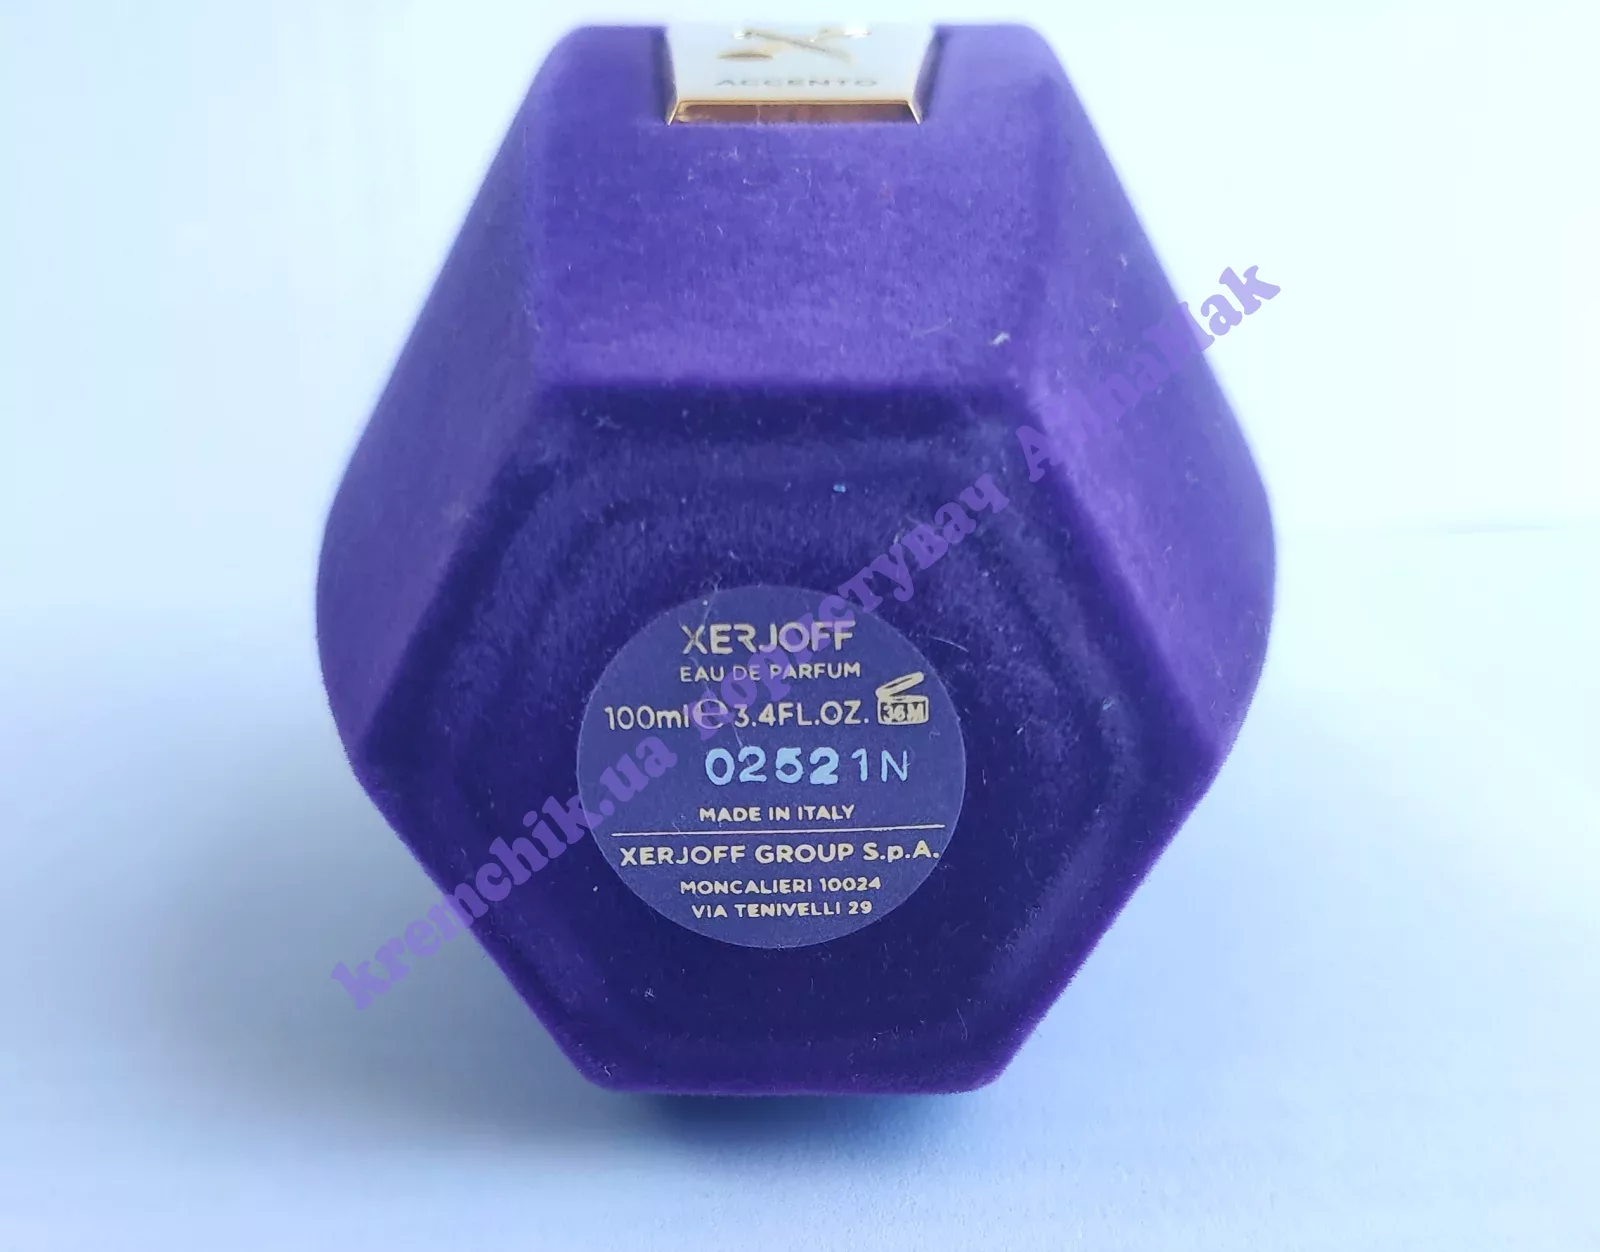 ACCENTO
XERJOFF
EAU DE PARFUM
100ml ℮ 3.4FL.OZ. 36M
02521N
MADE IN ITALY
XERJOFF GROUP S.p.A.
MONCALIERI 10024
VIA TENIVELLI 29
kremchik.ua користувач